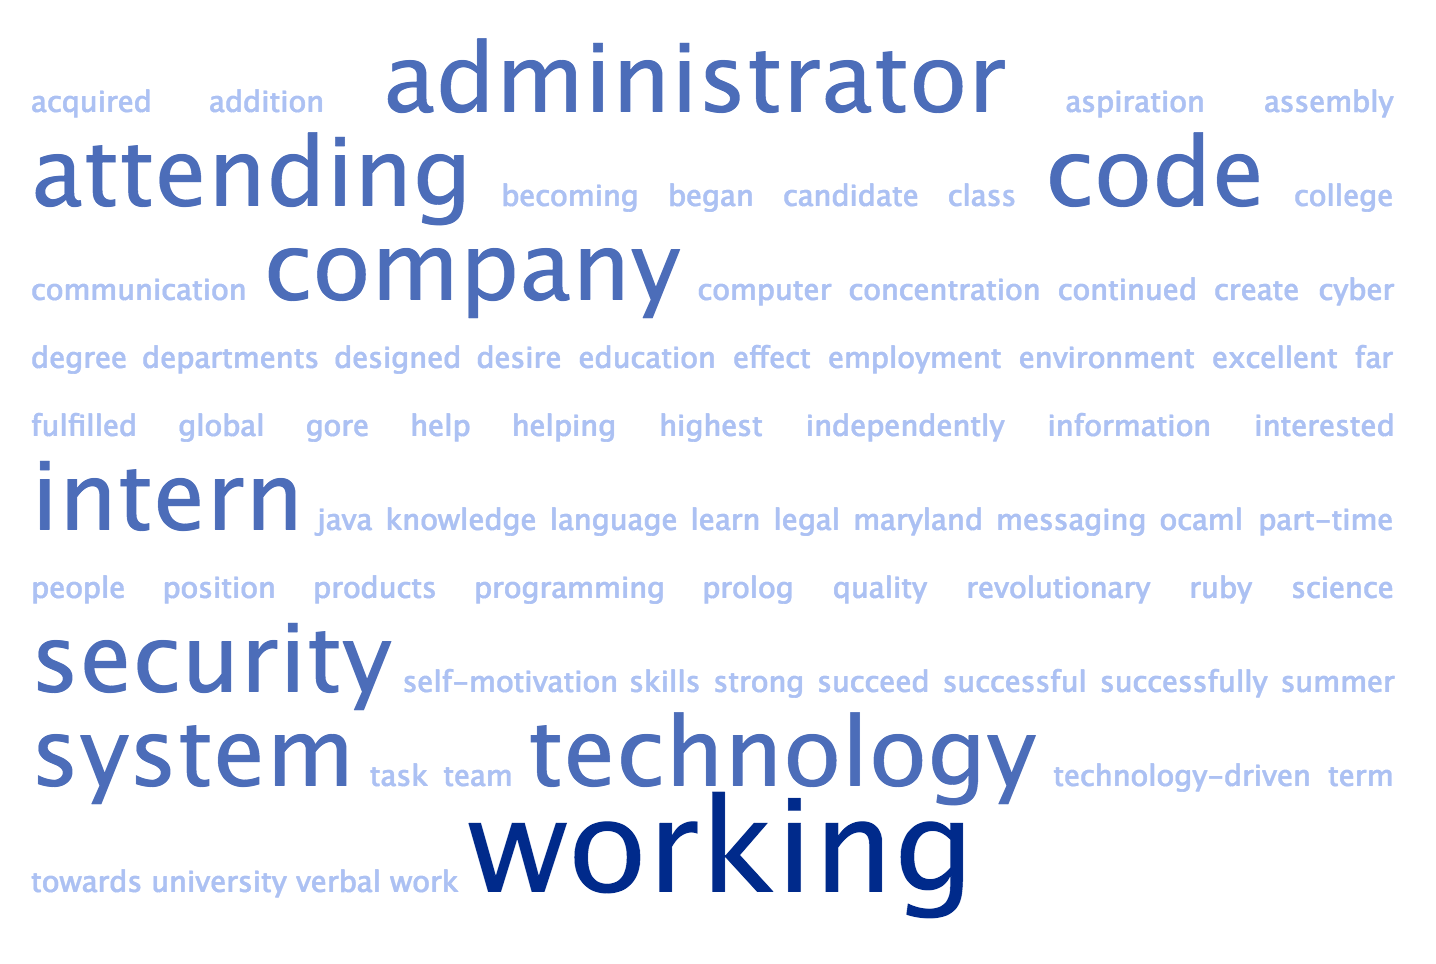 acquired addition administrator aspiration assembly
attending becoming began candidate class code college
communication company computer concentration continued create cyber
degree departments designed desire education effect employment environment excellent far
fulfilled global gore help helping highest independently information interested
intern java knowledge language learn legal maryland messaging ocaml part-time
people position products programming prolog quality revolutionary ruby science
security self-motivation skills strong succeed successful successfully summer
system task team technology technology-driven term
towards university verbal work working